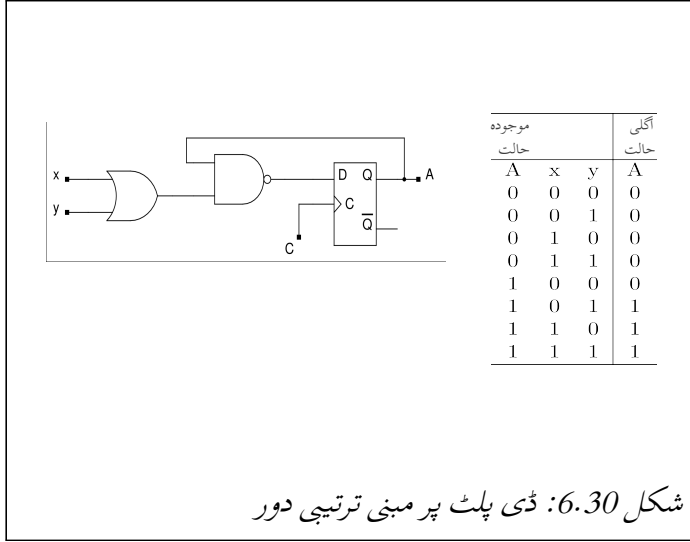 x
y
D Q
A
C
Q
C
موجودہ اگلی
حالت حالت
A x y A
0 0 0 0
0 0 1 0
0 1 0 0
0 1 1 0
1 0 0 0
1 0 1 1
1 1 0 1
1 1 1 1
شکل 6.30: ڈی پلٹ پر مبنی ترتیبی دور